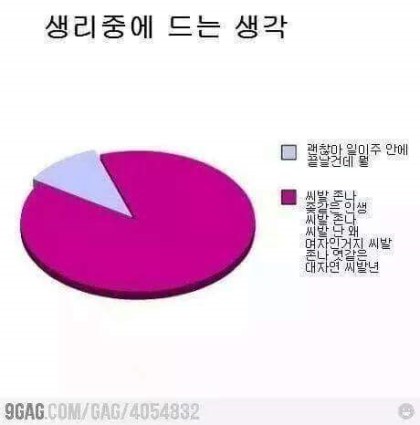 생리중에 드는 생각
괜찮아 일이주 안에
끝날건데 뭘
씨발 존나
좆같은 인생
씨발 존나
씨발 난 왜
여자인거지 씨발
존나 엿같은
대자연 씨발년
9GAG.COM/GAG/4054832